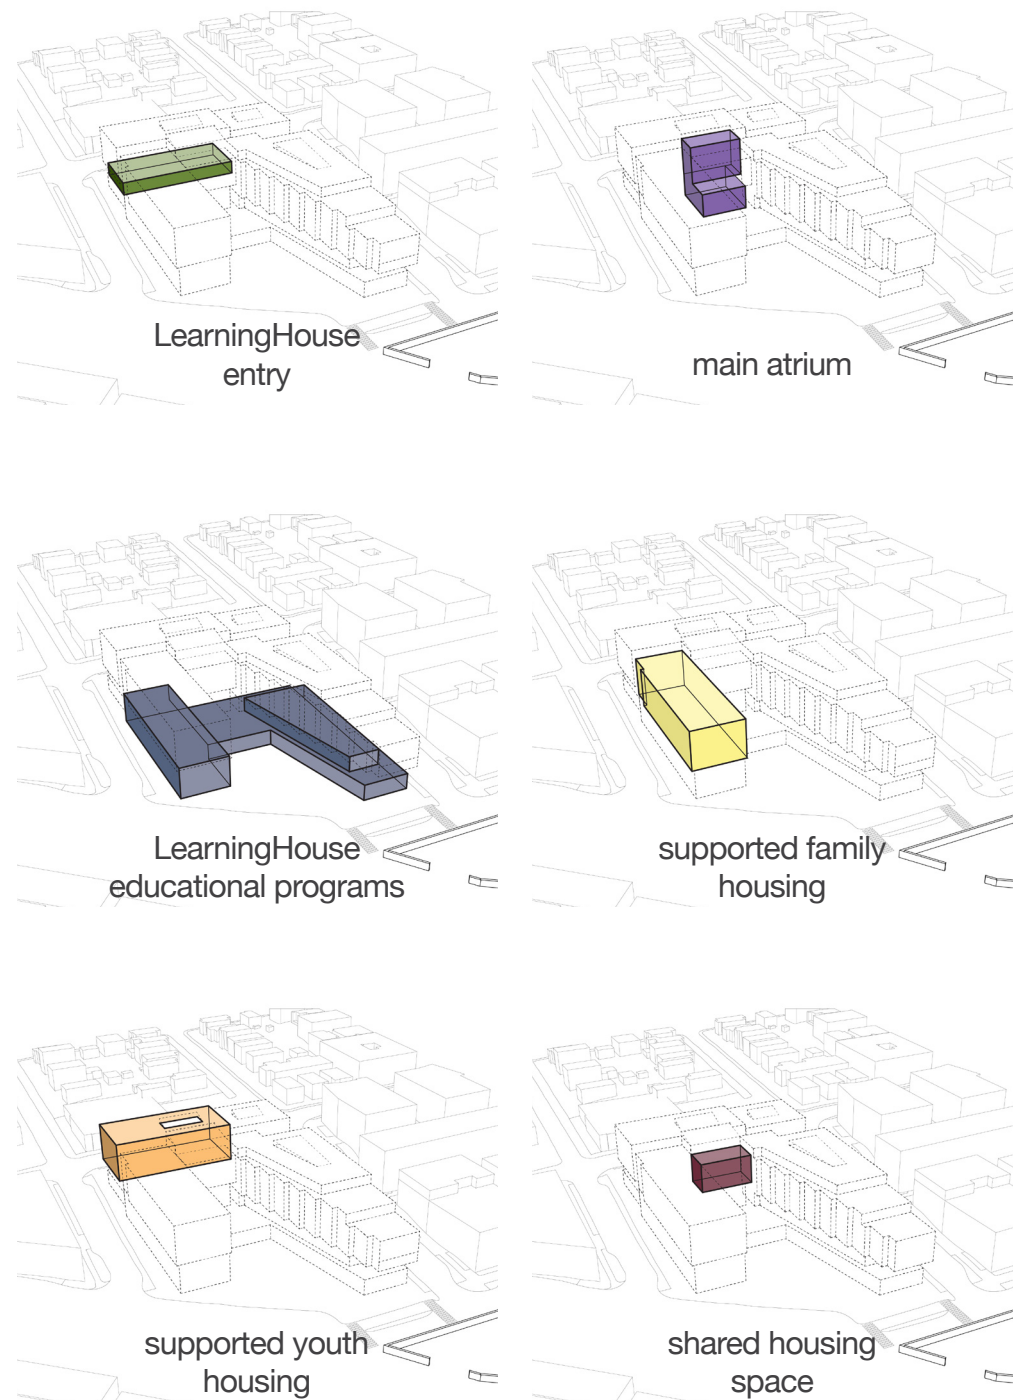 LearningHouse
entry
main atrium
LearningHouse
educational programs
supported family
housing
supported youth
housing
shared housing
space